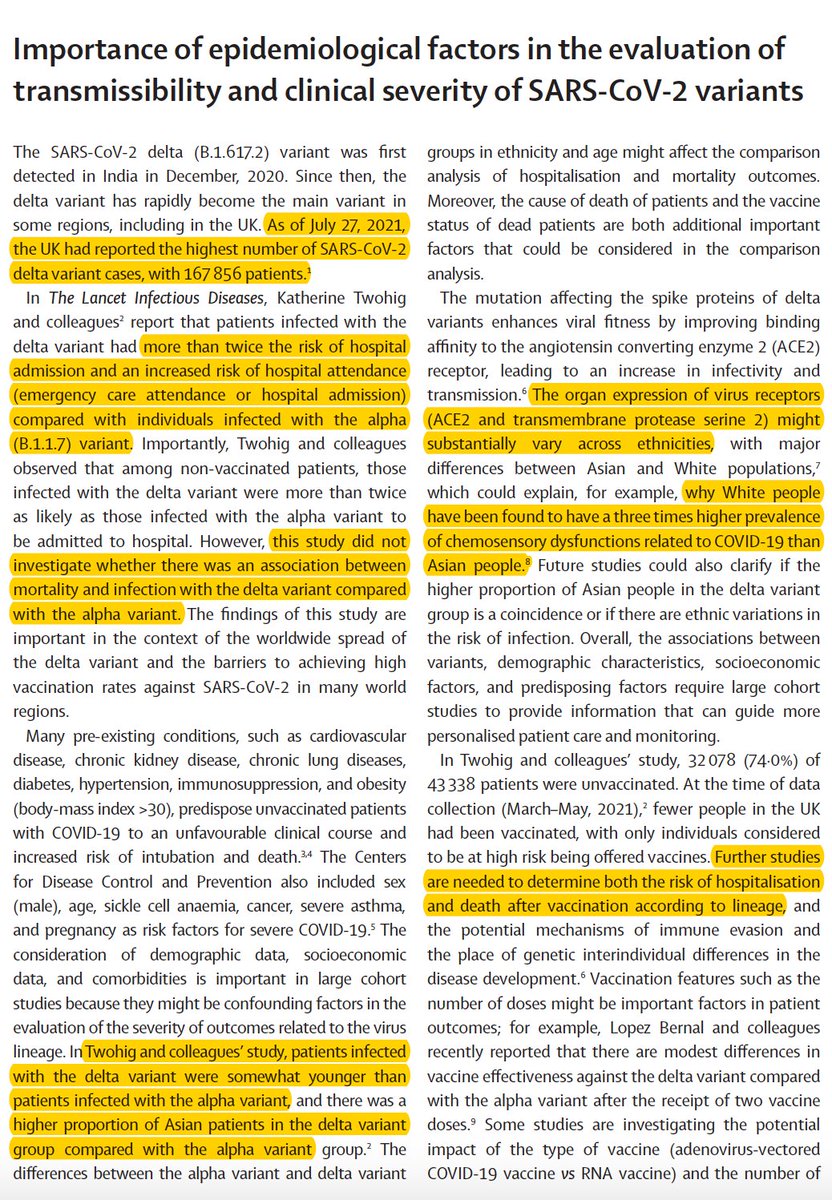 Importance of epidemiological factors in the evaluation of
transmissibility and clinical severity of SARS-CoV-2 variants
The SARS-CoV-2 delta (B.1.617.2) variant was first
detected in India in December, 2020. Since then, the
delta variant has rapidly become the main variant in
some regions, including in the UK. As of July 27, 2021,
the UK had reported the highest number of SARS-CoV-2
delta variant cases, with 167 856 patients.¹
In The Lancet Infectious Diseases, Katherine Twohig
and colleagues² report that patients infected with the
delta variant had more than twice the risk of hospital
admission and an increased risk of hospital attendance
(emergency care attendance or hospital admission)
compared with individuals infected with the alpha
(B.1.1.7) variant. Importantly, Twohig and colleagues
observed that among non-vaccinated patients, those
infected with the delta variant were more than twice
as likely as those infected with the alpha variant to
be admitted to hospital. However, this study did not
investigate whether there was an association between
mortality and infection with the delta variant compared
with the alpha variant. The findings of this study are
important in the context of the worldwide spread of
the delta variant and the barriers to achieving high
vaccination rates against SARS-CoV-2 in many world
regions.
Many pre-existing conditions, such as cardiovascular
disease, chronic kidney disease, chronic lung diseases,
diabetes, hypertension, immunosuppression, and obesity
(body-mass index >30), predispose unvaccinated patients
with COVID-19 to an unfavourable clinical course and
increased risk of intubation and death.³,⁴ The Centers
for Disease Control and Prevention also included sex
(male), age, sickle cell anaemia, cancer, severe asthma,
and pregnancy as risk factors for severe COVID-19.⁵ The
consideration of demographic data, socioeconomic
data, and comorbidities is important in large cohort
studies because they might be confounding factors in the
evaluation of the severity of outcomes related to the virus
lineage. In Twohig and colleagues' study, patients infected
with the delta variant were somewhat younger than
patients infected with the alpha variant, and there was a
higher proportion of Asian patients in the delta variant
group compared with the alpha variant group.² The
differences between the alpha variant and delta variant
groups in ethnicity and age might affect the comparison
analysis of hospitalisation and mortality outcomes.
Moreover, the cause of death of patients and the vaccine
status of dead patients are both additional important
factors that could be considered in the comparison
analysis.
The mutation affecting the spike proteins of delta
variants enhances viral fitness by improving binding
affinity to the angiotensin converting enzyme 2 (ACE2)
receptor, leading to an increase in infectivity and
transmission.⁶ The organ expression of virus receptors
(ACE2 and transmembrane protease serine 2) might
substantially vary across ethnicities, with major
differences between Asian and White populations,⁷
which could explain, for example, why White people
have been found to have a three times higher prevalence
of chemosensory dysfunctions related to COVID-19 than
Asian people.⁸ Future studies could also clarify if the
higher proportion of Asian people in the delta variant
group is a coincidence or if there are ethnic variations in
the risk of infection. Overall, the associations between
variants, demographic characteristics, socioeconomic
factors, and predisposing factors require large cohort
studies to provide information that can guide more
personalised patient care and monitoring.
In Twohig and colleagues' study, 32 078 (74·0%) of
43 338 patients were unvaccinated. At the time of data
collection (March–May, 2021),² fewer people in the UK
had been vaccinated, with only individuals considered
to be at high risk being offered vaccines. Further studies
are needed to determine both the risk of hospitalisation
and death after vaccination according to lineage, and
the potential mechanisms of immune evasion and
the place of genetic interindividual differences in the
disease development.⁶ Vaccination features such as the
number of doses might be important factors in patient
outcomes; for example, Lopez Bernal and colleagues
recently reported that there are modest differences in
vaccine effectiveness against the delta variant compared
with the alpha variant after the receipt of two vaccine
doses.⁹ Some studies are investigating the potential
impact of the type of vaccine (adenovirus-vectored
COVID-19 vaccine vs RNA vaccine) and the number of